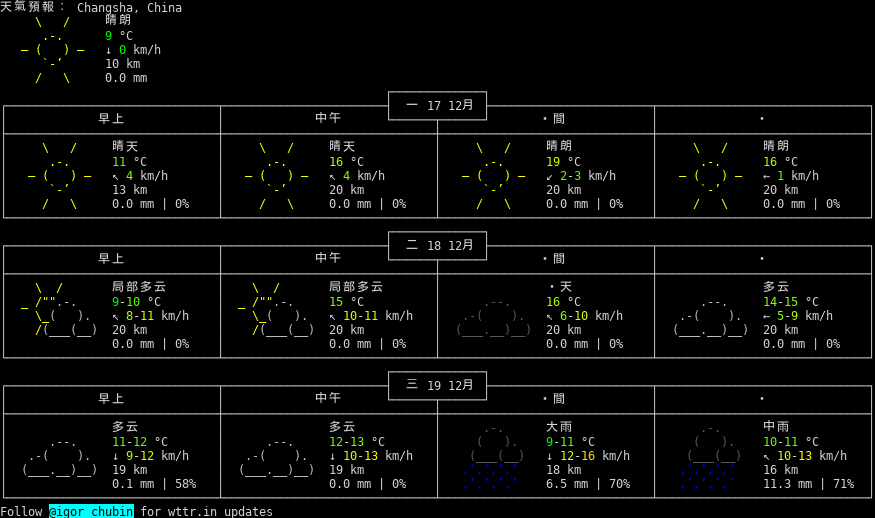 天氣預報： Changsha, China
晴朗
9 °C
↓ 0 km/h
10 km
0.0 mm
一 17 12月
早上 中午 ・間 ・
晴天 晴天 晴朗 晴朗
11 °C 16 °C 19 °C 16 °C
↖ 4 km/h ↖ 4 km/h ↙ 2-3 km/h ← 1 km/h
13 km 20 km 20 km 20 km
0.0 mm | 0% 0.0 mm | 0% 0.0 mm | 0% 0.0 mm | 0%
二 18 12月
早上 中午 ・間 ・
局部多云 局部多云 ・天 多云
9-10 °C 15 °C 16 °C 14-15 °C
↖ 8-11 km/h ↖ 10-11 km/h ↖ 6-10 km/h ← 5-9 km/h
20 km 20 km 20 km 20 km
0.0 mm | 0% 0.0 mm | 0% 0.0 mm | 0% 0.0 mm | 0%
三 19 12月
早上 中午 ・間 ・
多云 多云 大雨 中雨
11-12 °C 12-13 °C 9-11 °C 10-11 °C
↓ 9-12 km/h ↓ 10-13 km/h ↓ 12-16 km/h ↖ 10-13 km/h
19 km 19 km 18 km 16 km
0.1 mm | 58% 0.0 mm | 0% 6.5 mm | 70% 11.3 mm | 71%
Follow @igor_chubin for wttr.in updates